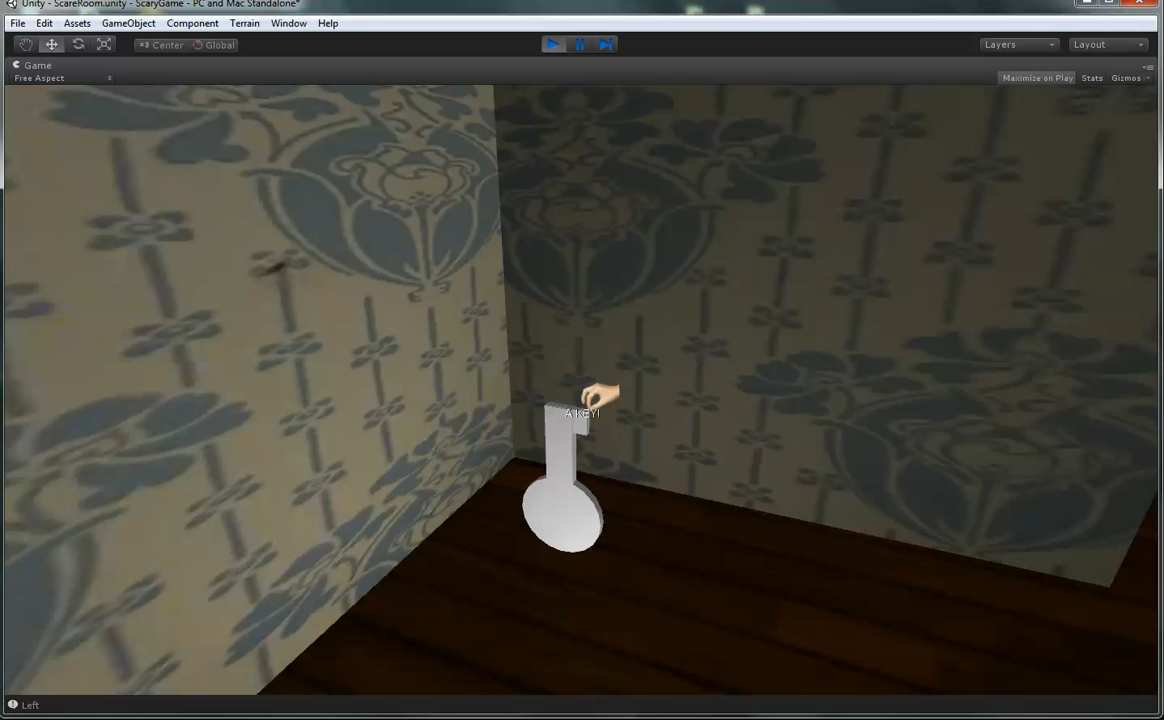 Unity - ScareRoom.unity - ScaryGame - PC and Mac Standalone*
File Edit Assets GameObject Component Terrain Window Help
Center Global Layers Layout
Game
Free Aspect Maximize on Play Stats Gizmos
A KEY!
Left